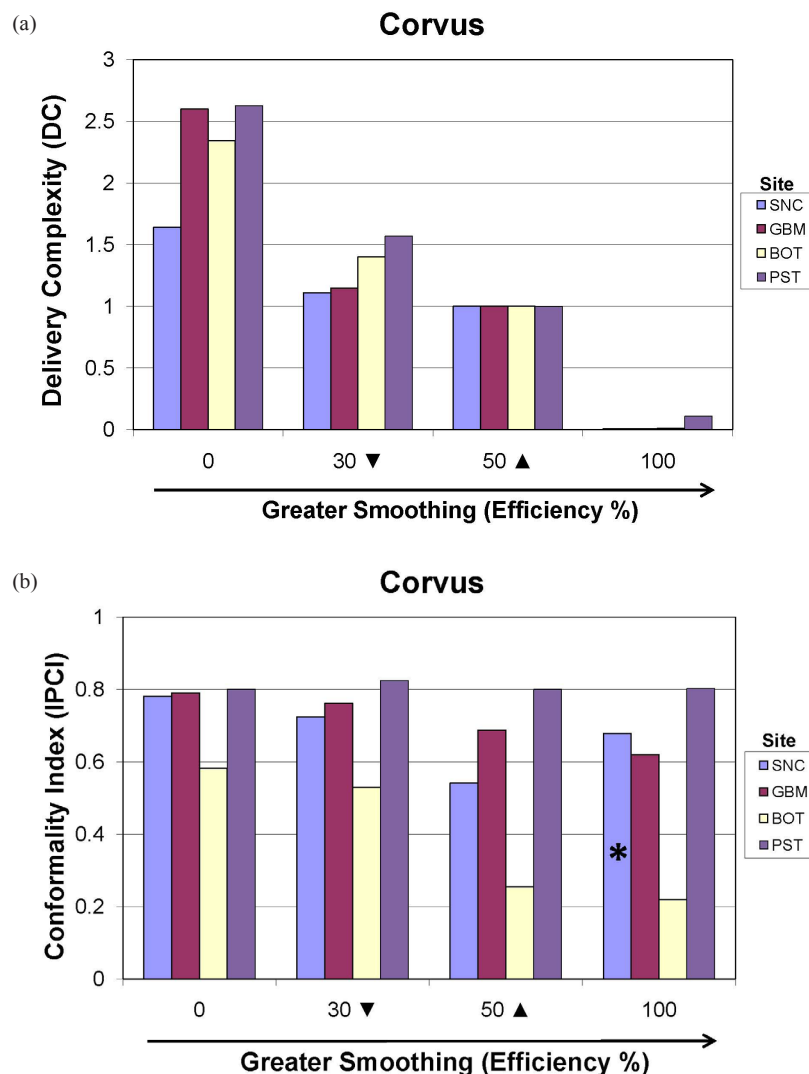 (a)
Corvus
Delivery Complexity (DC)
3
2.5
2
1.5
1
0.5
0
0
30 ▼
50 ▲
100
Greater Smoothing (Efficiency %)
Site
SNC
GBM
BOT
PST
(b)
Corvus
Conformality Index (IPCI)
1
0.8
0.6
0.4
0.2
0
*
0
30 ▼
50 ▲
100
Greater Smoothing (Efficiency %)
Site
SNC
GBM
BOT
PST